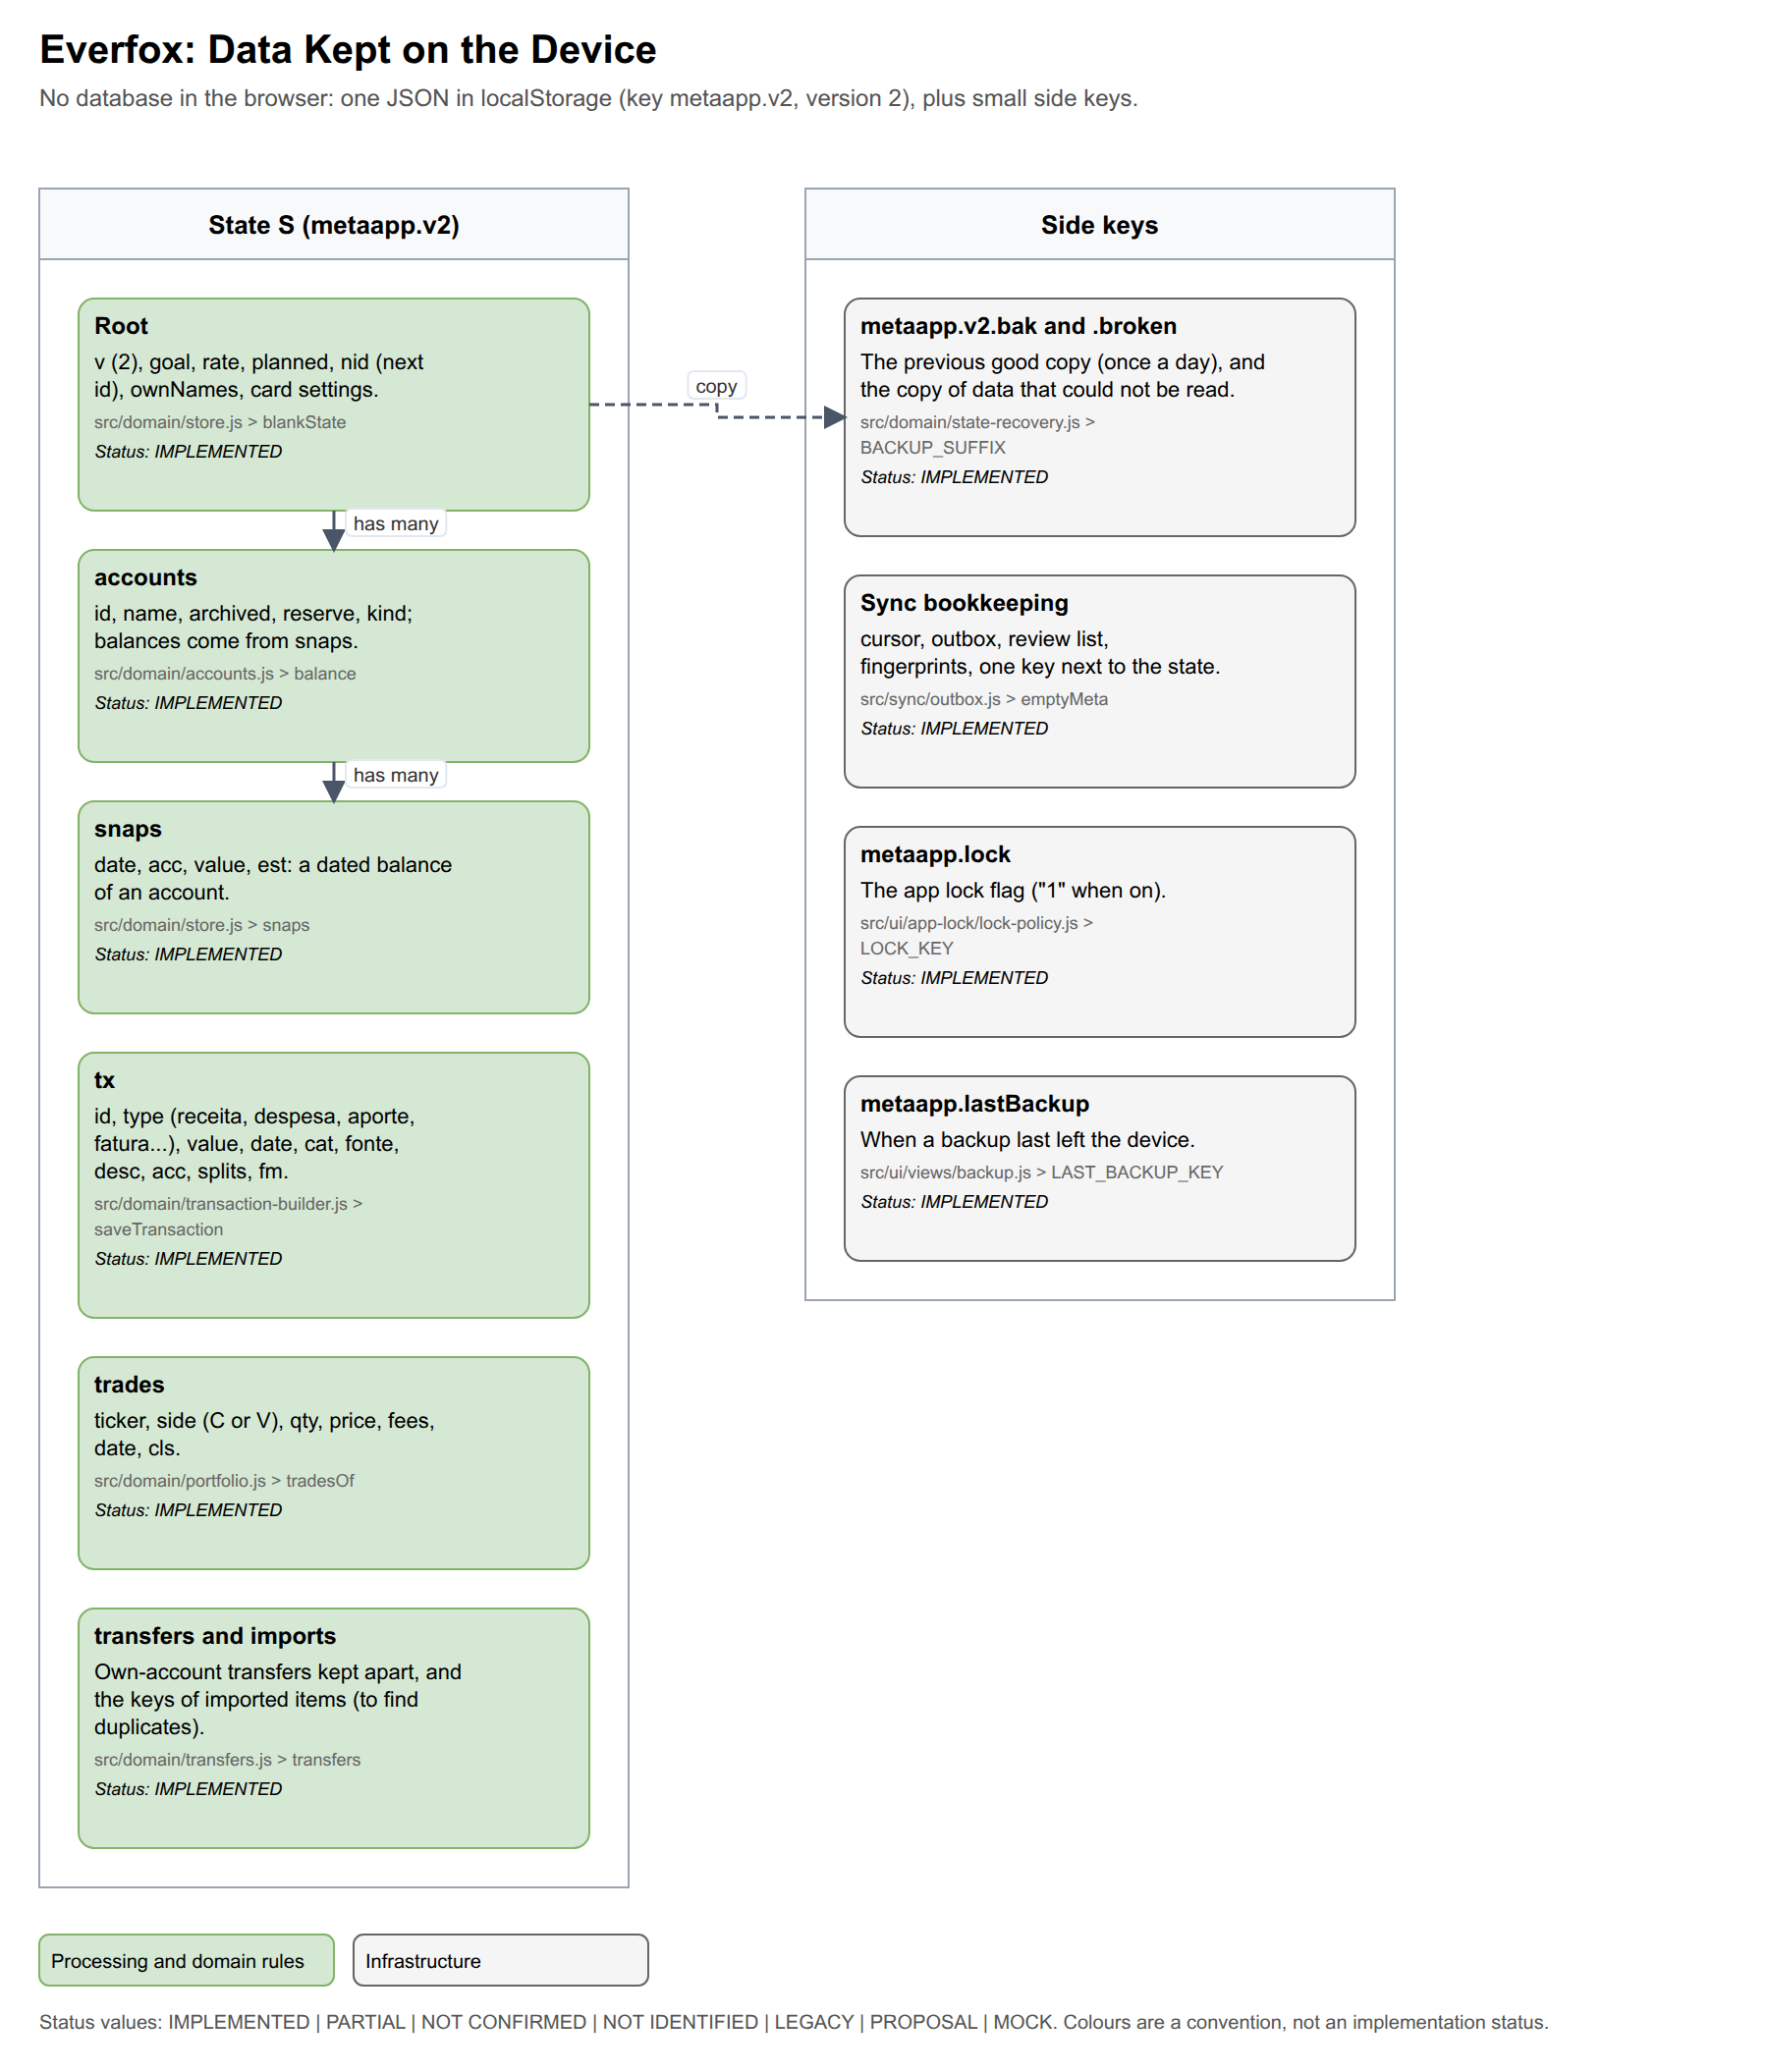 Everfox: Data Kept on the Device
No database in the browser: one JSON in localStorage (key metaapp.v2, version 2), plus small side keys.
State S (metaapp.v2)
Root
v (2), goal, rate, planned, nid (next
id), ownNames, card settings.
src/domain/store.js > blankState
Status: IMPLEMENTED
has many
accounts
id, name, archived, reserve, kind;
balances come from snaps.
src/domain/accounts.js > balance
Status: IMPLEMENTED
has many
snaps
date, acc, value, est: a dated balance
of an account.
src/domain/store.js > snaps
Status: IMPLEMENTED
tx
id, type (receita, despesa, aporte,
fatura...), value, date, cat, fonte,
desc, acc, splits, fm.
src/domain/transaction-builder.js >
saveTransaction
Status: IMPLEMENTED
trades
ticker, side (C or V), qty, price, fees,
date, cls.
src/domain/portfolio.js > tradesOf
Status: IMPLEMENTED
transfers and imports
Own-account transfers kept apart, and
the keys of imported items (to find
duplicates).
src/domain/transfers.js > transfers
Status: IMPLEMENTED
copy
Side keys
metaapp.v2.bak and .broken
The previous good copy (once a day), and
the copy of data that could not be read.
src/domain/state-recovery.js >
BACKUP_SUFFIX
Status: IMPLEMENTED
Sync bookkeeping
cursor, outbox, review list,
fingerprints, one key next to the state.
src/sync/outbox.js > emptyMeta
Status: IMPLEMENTED
metaapp.lock
The app lock flag ("1" when on).
src/ui/app-lock/lock-policy.js >
LOCK_KEY
Status: IMPLEMENTED
metaapp.lastBackup
When a backup last left the device.
src/ui/views/backup.js > LAST_BACKUP_KEY
Status: IMPLEMENTED
Processing and domain rules
Infrastructure
Status values: IMPLEMENTED | PARTIAL | NOT CONFIRMED | NOT IDENTIFIED | LEGACY | PROPOSAL | MOCK. Colours are a convention, not an implementation status.